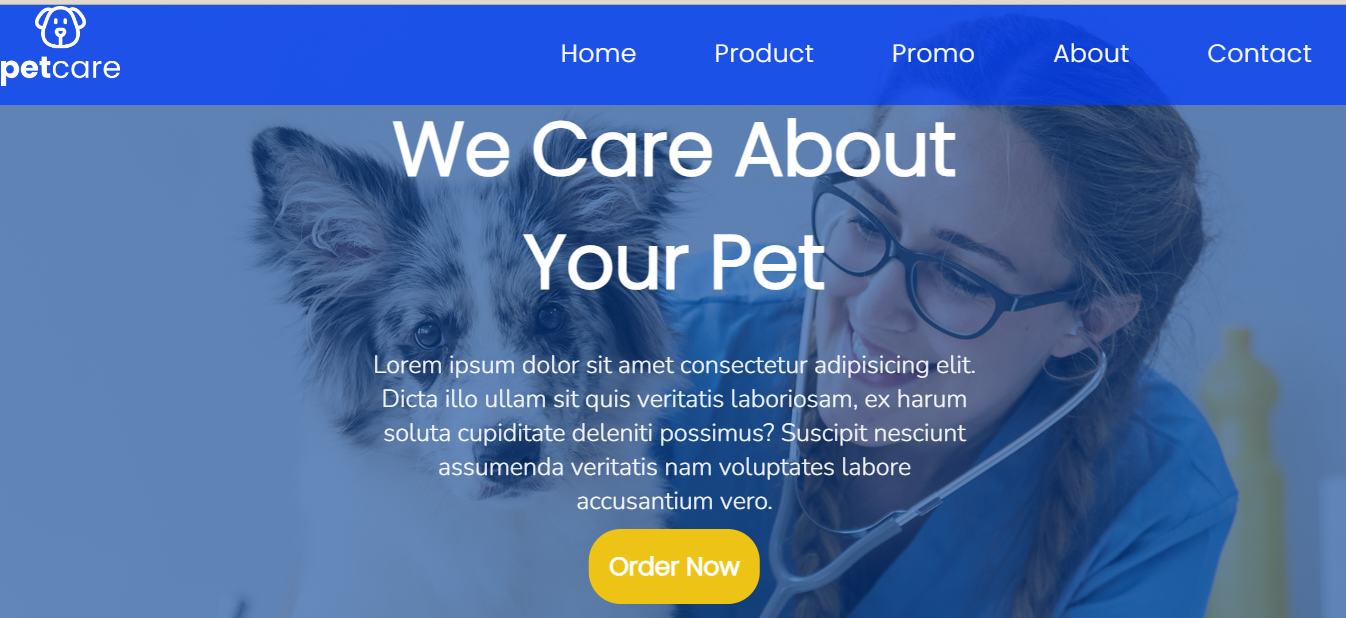 petcare
Home Product Promo About Contact
We Care About
Your Pet
Lorem ipsum dolor sit amet consectetur adipisicing elit.
Dicta illo ullam sit quis veritatis laboriosam, ex harum
soluta cupiditate deleniti possimus? Suscipit nesciunt
assumenda veritatis nam voluptates labore
accusantium vero.
Order Now